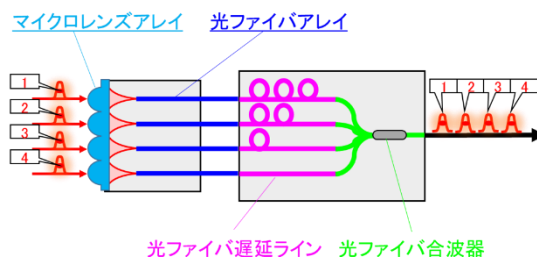 マイクロレンズアレイ
光ファイバアレイ
1
2
3
4
1 2 3 4
光ファイバ遅延ライン
光ファイバ合波器